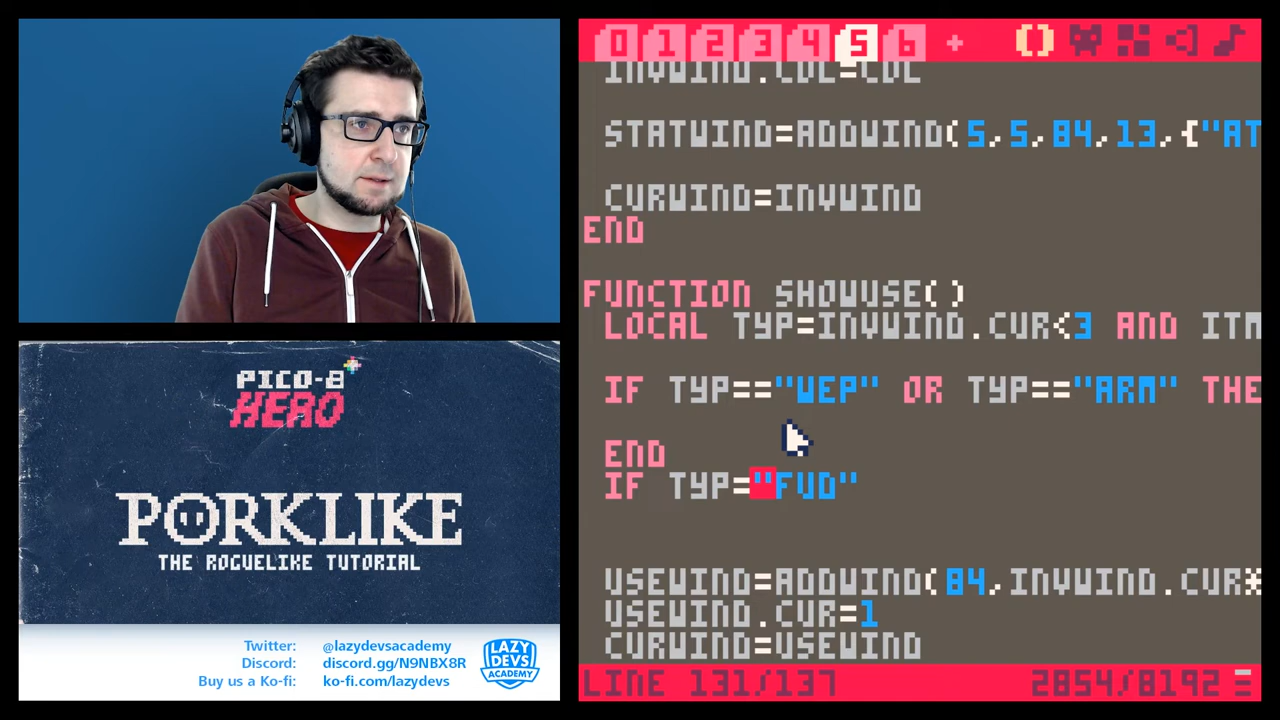 PICO-8
HERO
PORKLIKE
THE ROGUELIKE TUTORIAL
Twitter: @lazydevsacademy
Discord: discord.gg/N9NBX8R
Buy us a Ko-fi: ko-fi.com/lazydevs
LAZY
DEVS
ACADEMY
0 1 2 3 4 5 6 + ()
INVWIND.COL=COL
STATWIND=ADDWIND(5,5,84,13,{"AT
CURWIND=INVWIND
END
FUNCTION SHOWUSE()
LOCAL TYP=INVWIND.CUR<3 AND ITM
IF TYP=="WEP" OR TYP=="ARM" THE
END
IF TYP="FUD"
USEWIND=ADDWIND(84,INVWIND.CUR*
USEWIND.CUR=1
CURWIND=USEWIND
LINE 131/137 2854/8192